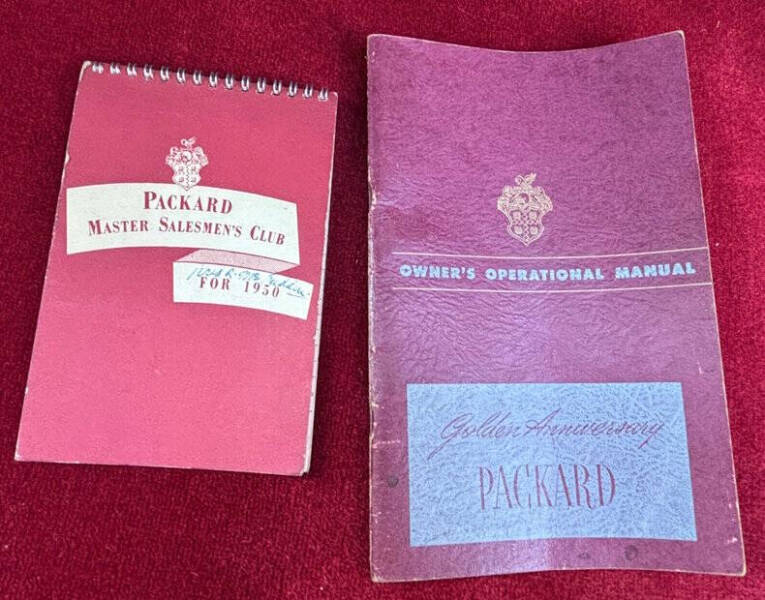 PACKARD
MASTER SALESMEN'S CLUB
FOR 1950
OWNER'S OPERATIONAL MANUAL
Golden Anniversary
PACKARD